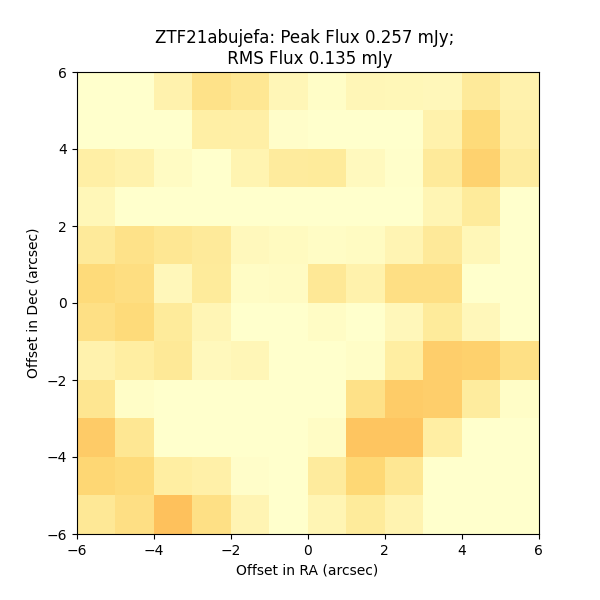 ZTF21abujefa: Peak Flux 0.257 mJy;
RMS Flux 0.135 mJy
6
4
2
0
−2
−4
−6
Offset in Dec (arcsec)
−6 −4 −2 0 2 4 6
Offset in RA (arcsec)